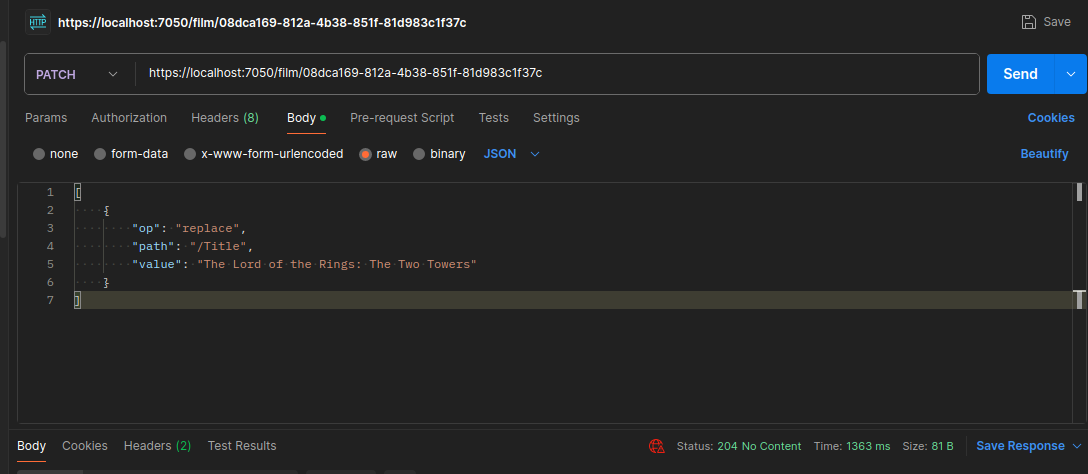 HTTP https://localhost:7050/film/08dca169-812a-4b38-851f-81d983c1f37c Save
PATCH https://localhost:7050/film/08dca169-812a-4b38-851f-81d983c1f37c Send
Params Authorization Headers (8) Body Pre-request Script Tests Settings Cookies
none form-data x-www-form-urlencoded raw binary JSON Beautify
1 [
2 {
3 "op": "replace",
4 "path": "/Title",
5 "value": "The Lord of the Rings: The Two Towers"
6 }
7 ]
Body Cookies Headers (2) Test Results Status: 204 No Content Time: 1363 ms Size: 81 B Save Response